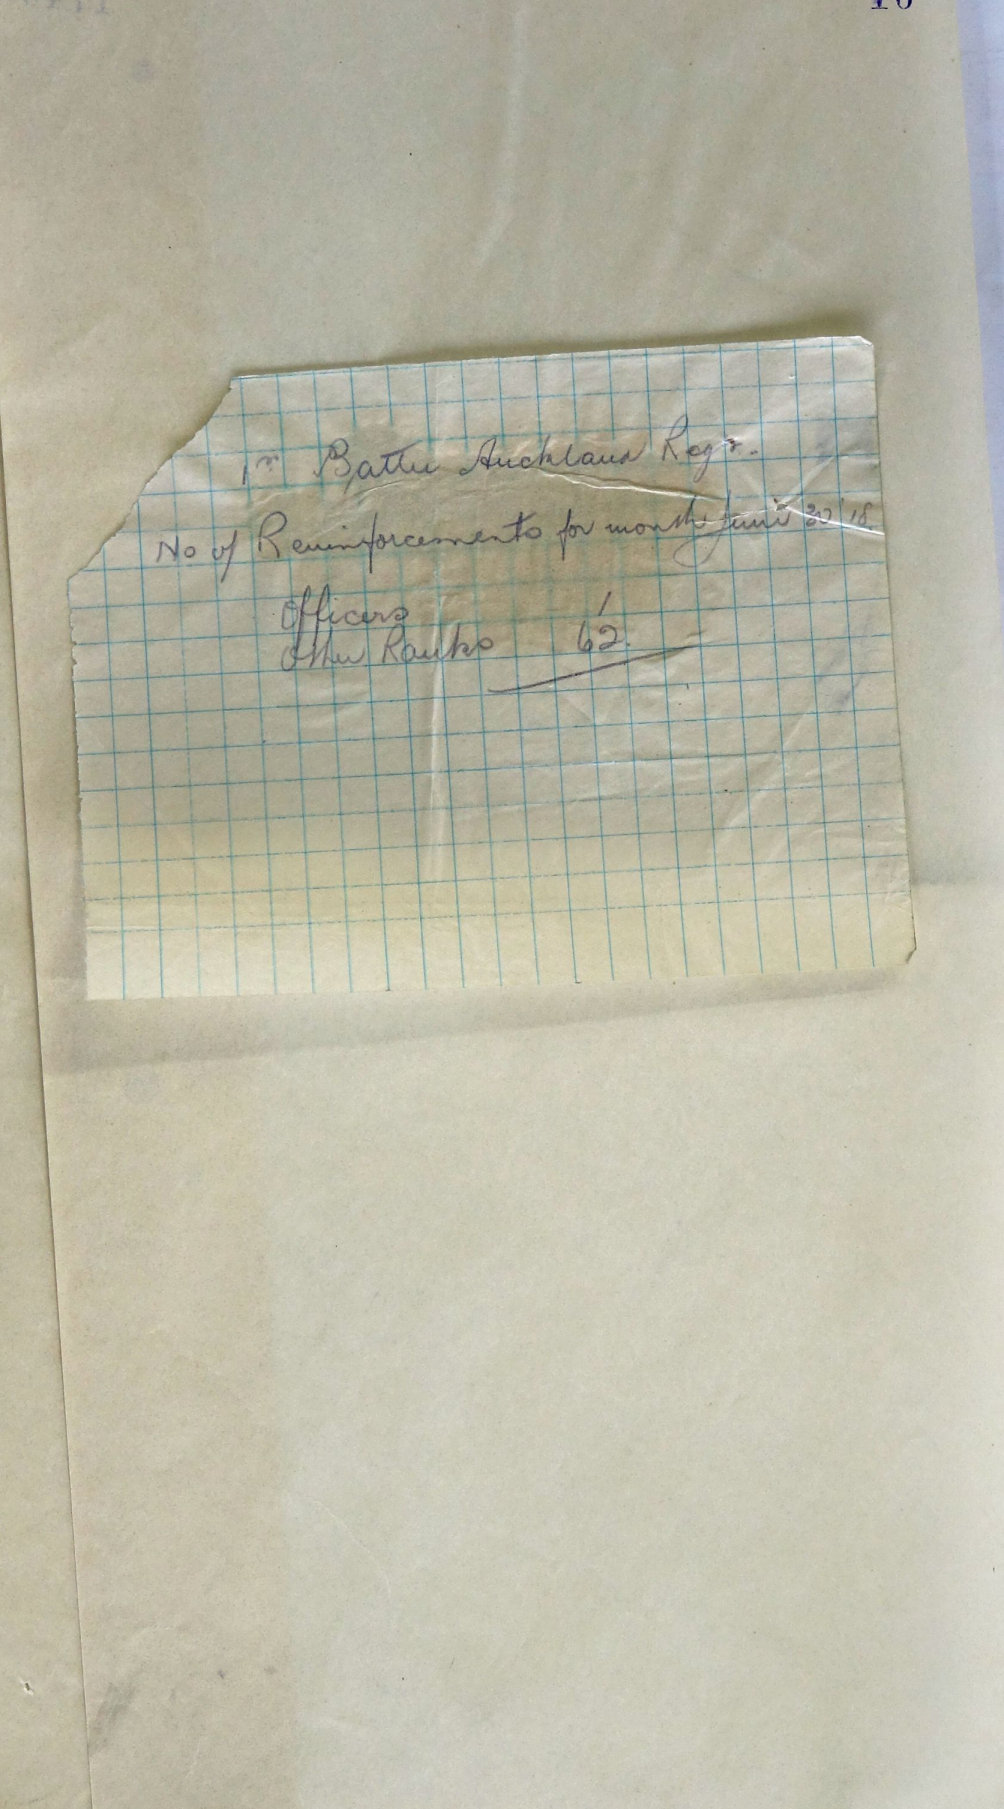 1st Battn Auckland Regt.
No of Reinforcements for month June 30/18.
Officers 1
Other Ranks 62.